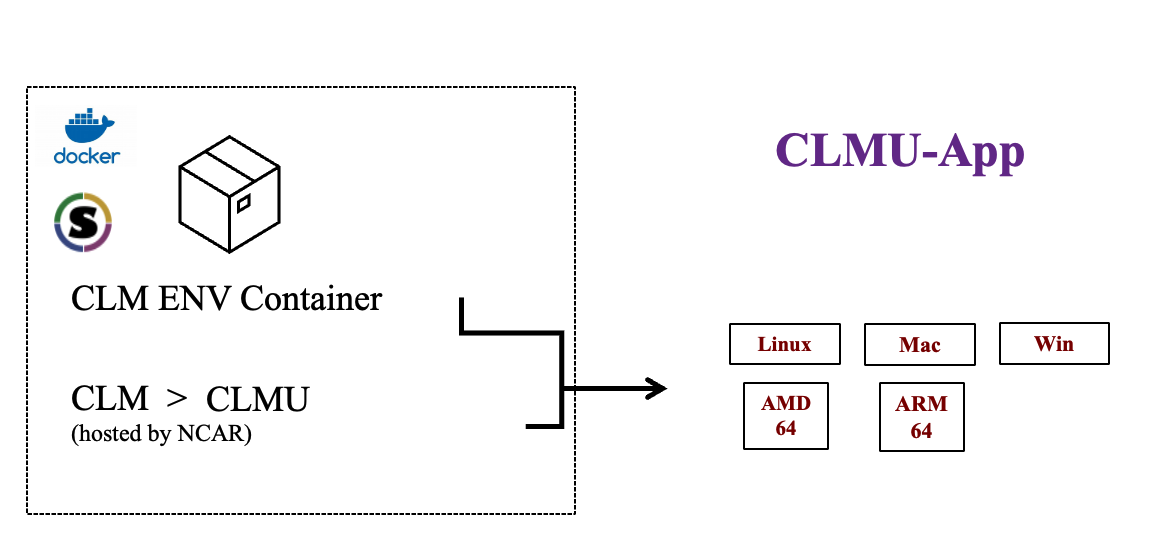 docker
S
CLM ENV Container
CLM > CLMU
(hosted by NCAR)
CLMU-App
Linux
Mac
Win
AMD
64
ARM
64